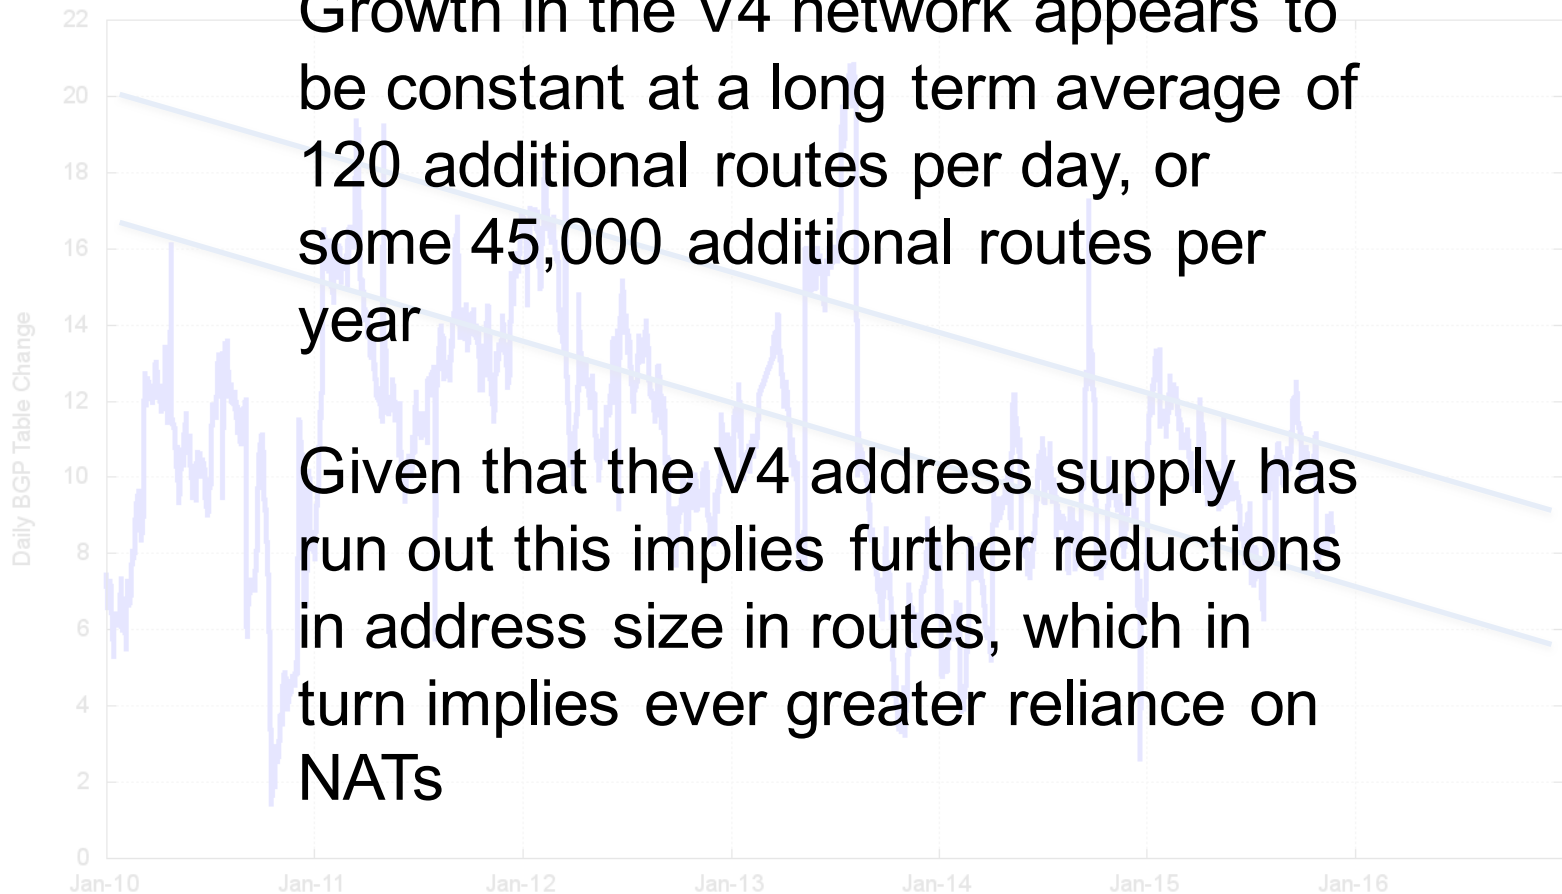 Growth in the V4 network appears to
be constant at a long term average of
120 additional routes per day, or
some 45,000 additional routes per
year
Given that the V4 address supply has
run out this implies further reductions
in address size in routes, which in
turn implies ever greater reliance on
NATs
Daily BGP Table Change
22
20
18
16
14
12
10
8
6
4
2
0
Jan-10
Jan-11
Jan-12
Jan-13
Jan-14
Jan-15
Jan-16